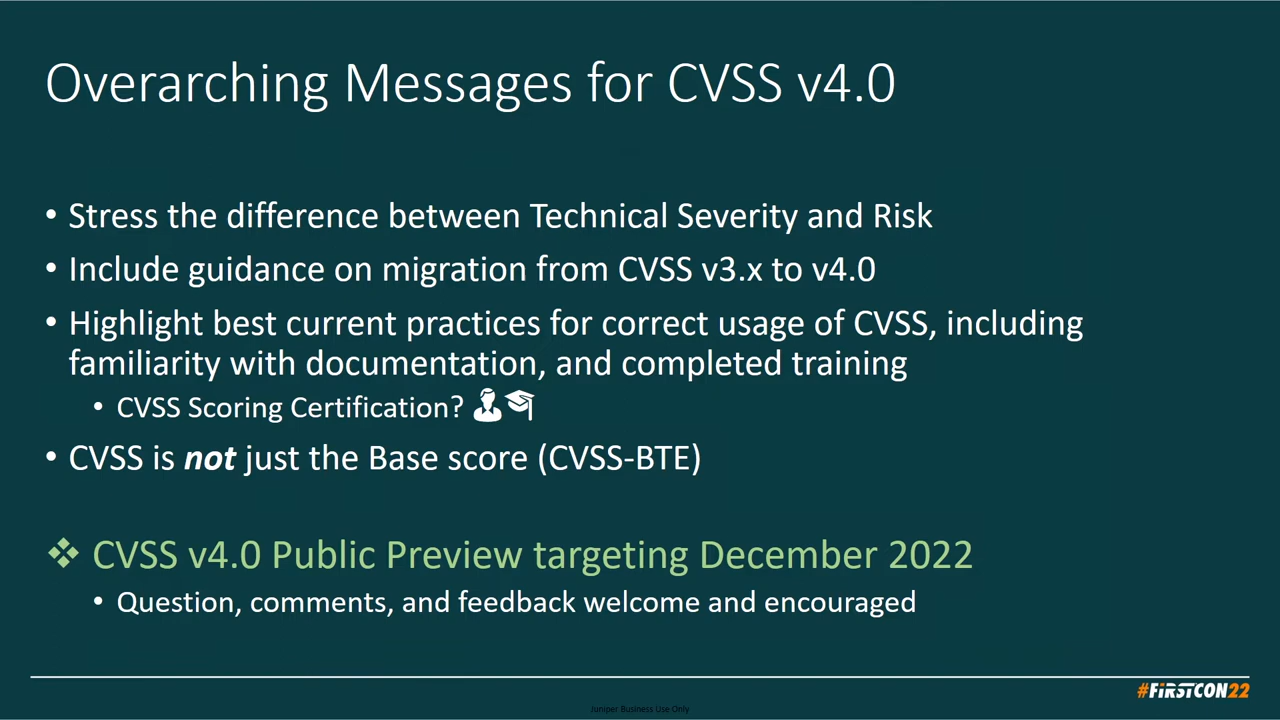 Overarching Messages for CVSS v4.0
• Stress the difference between Technical Severity and Risk
• Include guidance on migration from CVSS v3.x to v4.0
• Highlight best current practices for correct usage of CVSS, including
familiarity with documentation, and completed training
• CVSS Scoring Certification?
• CVSS is not just the Base score (CVSS-BTE)
❖ CVSS v4.0 Public Preview targeting December 2022
• Question, comments, and feedback welcome and encouraged
#FIRSTCON22
Juniper Business Use Only